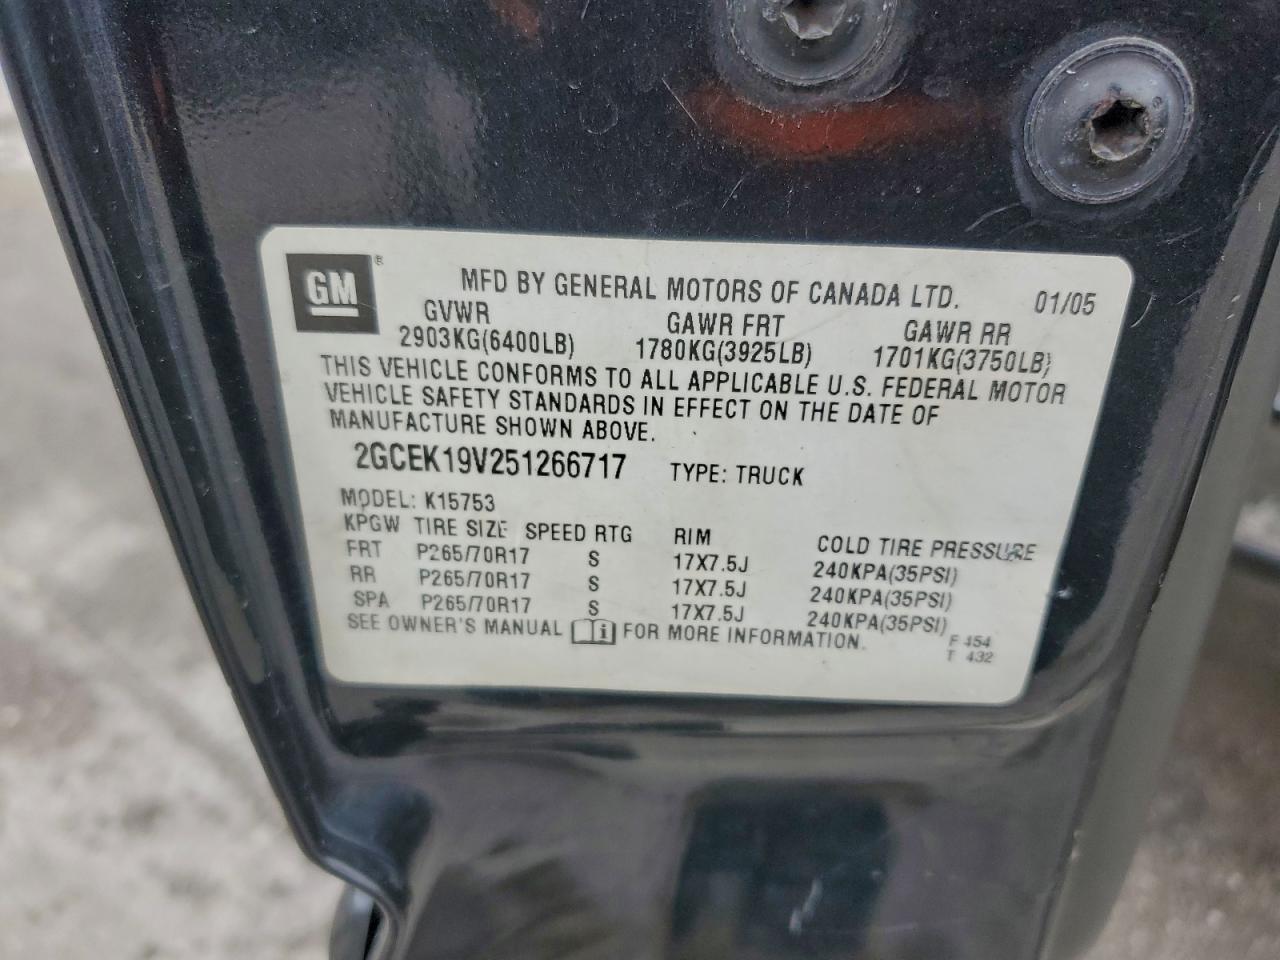 GM®
MFD BY GENERAL MOTORS OF CANADA LTD. 01/05
GVWR GAWR FRT GAWR RR
2903KG(6400LB) 1780KG(3925LB) 1701KG(3750LB)
THIS VEHICLE CONFORMS TO ALL APPLICABLE U.S. FEDERAL MOTOR
VEHICLE SAFETY STANDARDS IN EFFECT ON THE DATE OF
MANUFACTURE SHOWN ABOVE.
2GCEK19V251266717 TYPE: TRUCK
MODEL: K15753
KPGW TIRE SIZE SPEED RTG RIM COLD TIRE PRESSURE
FRT P265/70R17 S 17X7.5J 240KPA(35PSI)
RR P265/70R17 S 17X7.5J 240KPA(35PSI)
SPA P265/70R17 S 17X7.5J 240KPA(35PSI)
SEE OWNER'S MANUAL i FOR MORE INFORMATION.
F 454
T 432